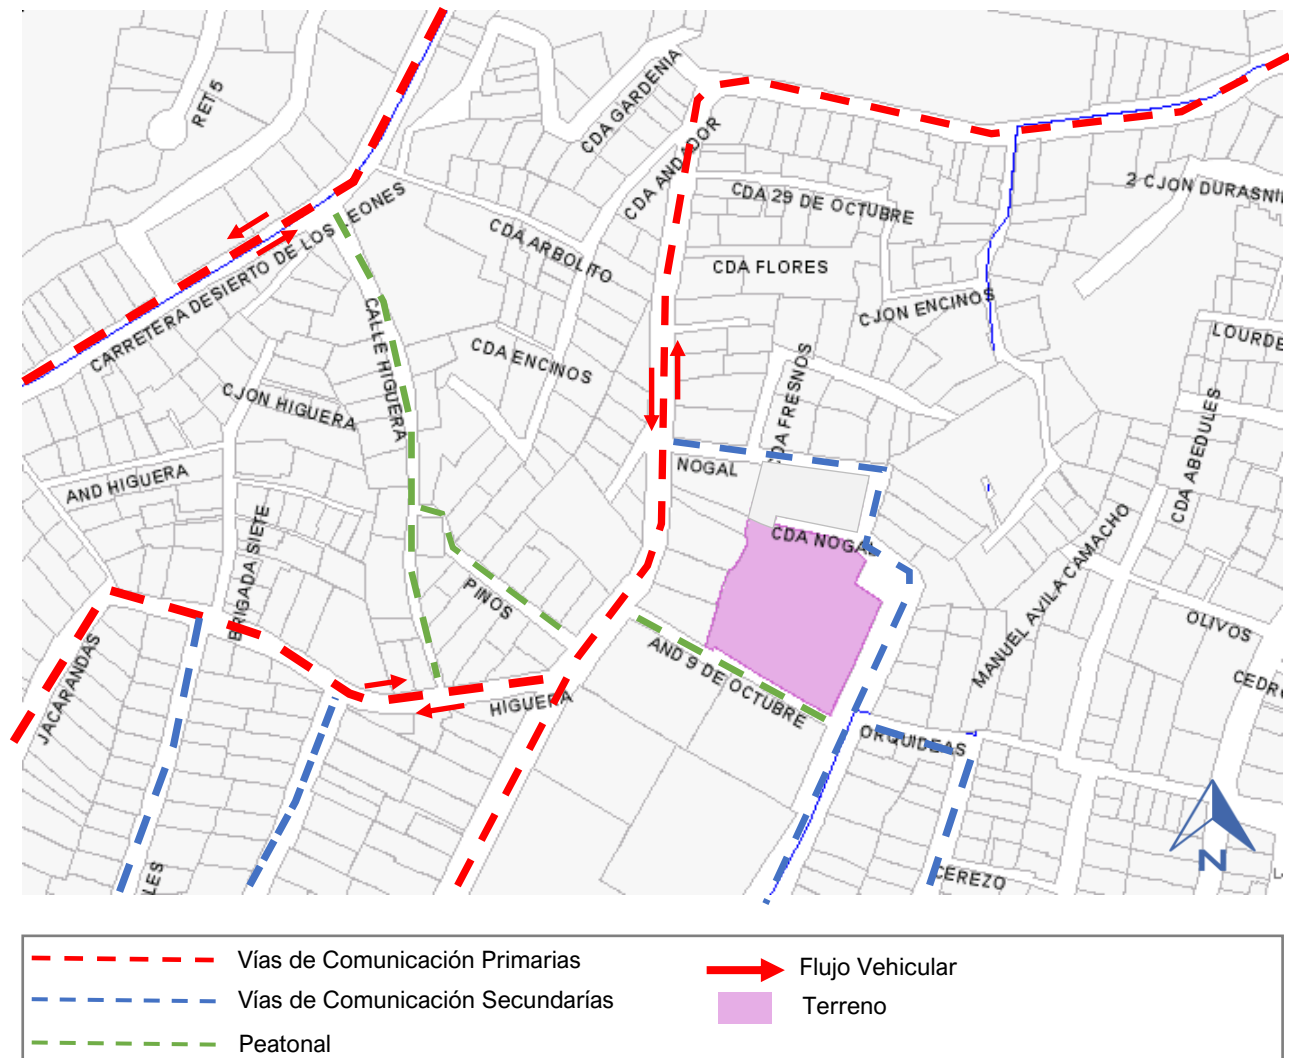 RET 5
CDA GARDENIA
CDA ANDADOR
2 CJON DURASNI
CDA 29 DE OCTUBRE
CARRETERA DESIERTO DE LOS LEONES
CDA ARBOLITO
CDA FLORES
CJON ENCINOS
LOURDE
CALLE HIGUERA
CDA ENCINOS
CDA FRESNOS
CJON HIGUERA
CDA ABEDULES
AND HIGUERA
NOGAL
BRIGADA SIETE
CDA NOGAL
MANUEL AVILA CAMACHO
PINOS
OLIVOS
JACARANDAS
AND 9 DE OCTUBRE
CEDRO
HIGUERA
ORQUIDEAS
LES
CEREZO
N
Vías de Comunicación Primarias
Flujo Vehicular
Vías de Comunicación Secundarías
Terreno
Peatonal